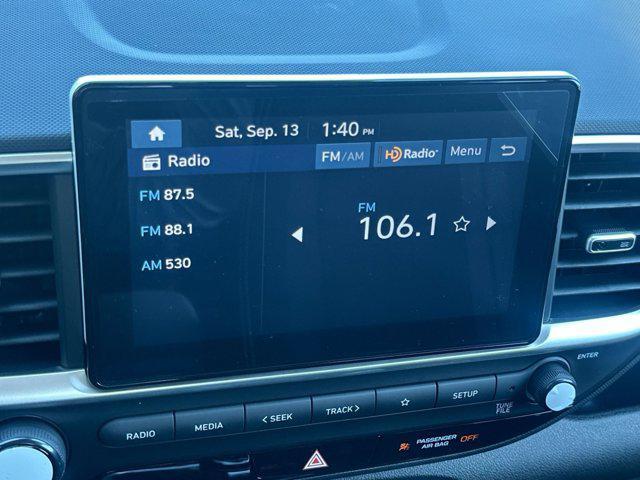 Sat, Sep. 13 1:40 PM
Radio FM/AM HD Radio Menu
FM 87.5
FM 88.1
AM 530
FM
106.1
ENTER
RADIO MEDIA < SEEK TRACK > SETUP
TUNE
FILE
PASSENGER
AIR BAG OFF